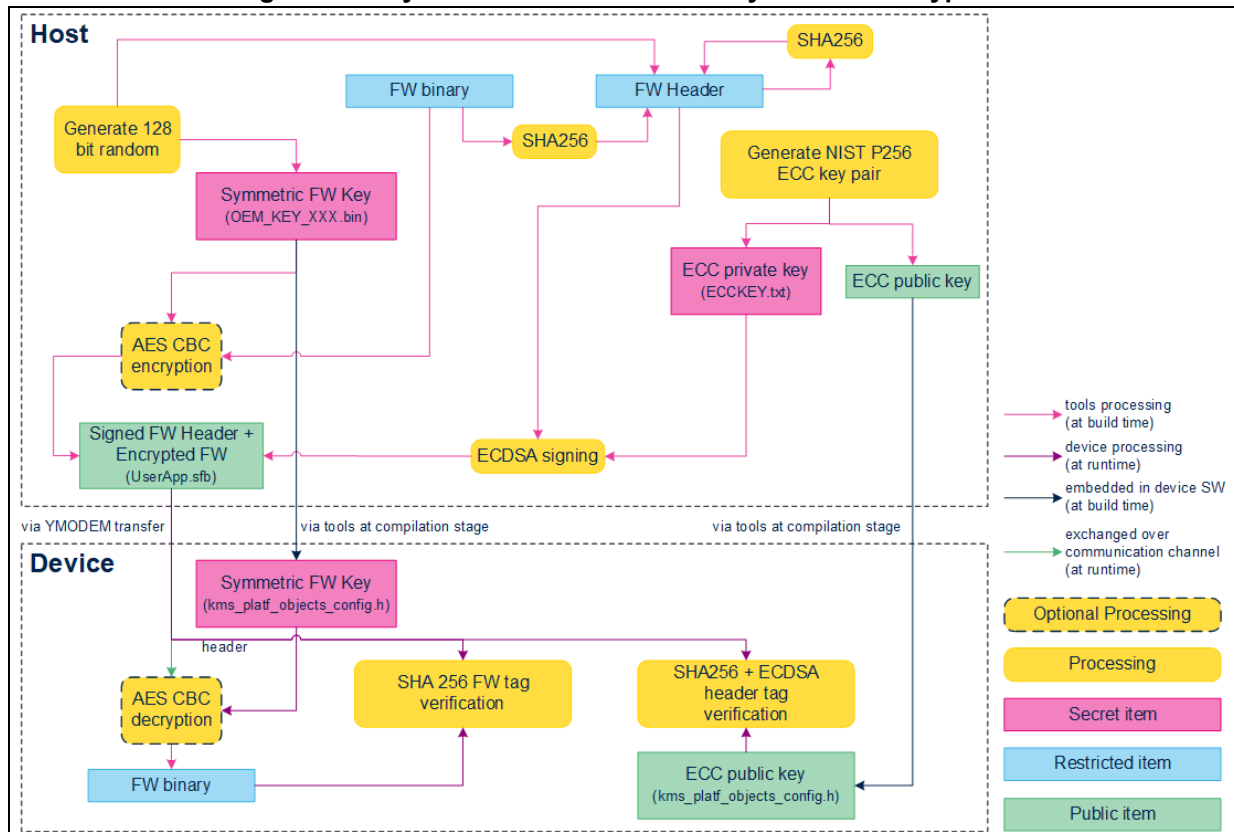 Host
SHA256
FW binary
FW Header
Generate 128
bit random
SHA256
Generate NIST P256
ECC key pair
Symmetric FW Key
(OEM_KEY_XXX.bin)
ECC private key
(ECCKEY.txt)
ECC public key
AES CBC
encryption
Signed FW Header +
Encrypted FW
(UserApp.sfb)
ECDSA signing
via YMODEM transfer
via tools at compilation stage
via tools at compilation stage
Device
Symmetric FW Key
(kms_platf_objects_config.h)
header
AES CBC
decryption
SHA 256 FW tag
verification
SHA256 + ECDSA
header tag
verification
FW binary
ECC public key
(kms_platf_objects_config.h)
tools processing
(at build time)
device processing
(at runtime)
embedded in device SW
(at build time)
exchanged over
communication channel
(at runtime)
Optional Processing
Processing
Secret item
Restricted item
Public item